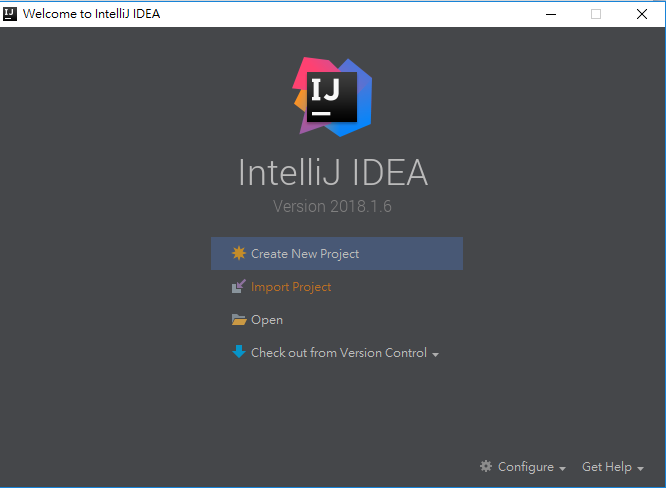 Welcome to IntelliJ IDEA
IJ
IntelliJ IDEA
Version 2018.1.6
Create New Project
Import Project
Open
Check out from Version Control
Configure
Get Help